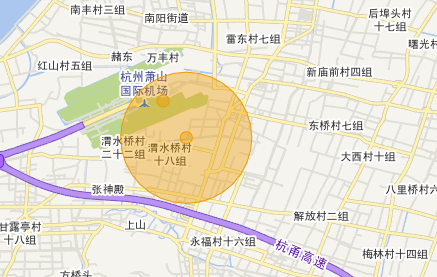 南丰村三组
南阳街道
后埠头村
十七组
雷东村七组
曙光村
赭东
万丰村
红山村五组
新庙前村四组
杭州萧山
国际机场
东桥村七组
渭水桥村
二十二组
渭水桥村
十八组
大西村十组
张神殿
八里桥村六
解放村二组
甘露亭村
十八组
上山
永福村十六组
杭甬高速
梅林村十四组
方桥头